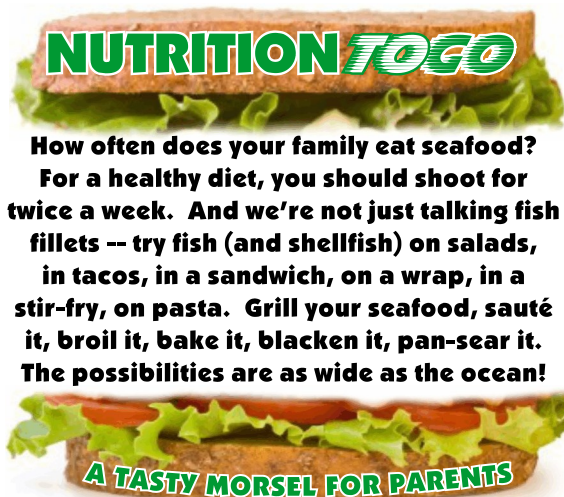 NUTRITION TO GO
How often does your family eat seafood?
For a healthy diet, you should shoot for
twice a week.  And we're not just talking fish
fillets -- try fish (and shellfish) on salads,
in tacos, in a sandwich, on a wrap, in a
stir-fry, on pasta.  Grill your seafood, sauté
it, broil it, bake it, blacken it, pan-sear it.
The possibilities are as wide as the ocean!
A TASTY MORSEL FOR PARENTS